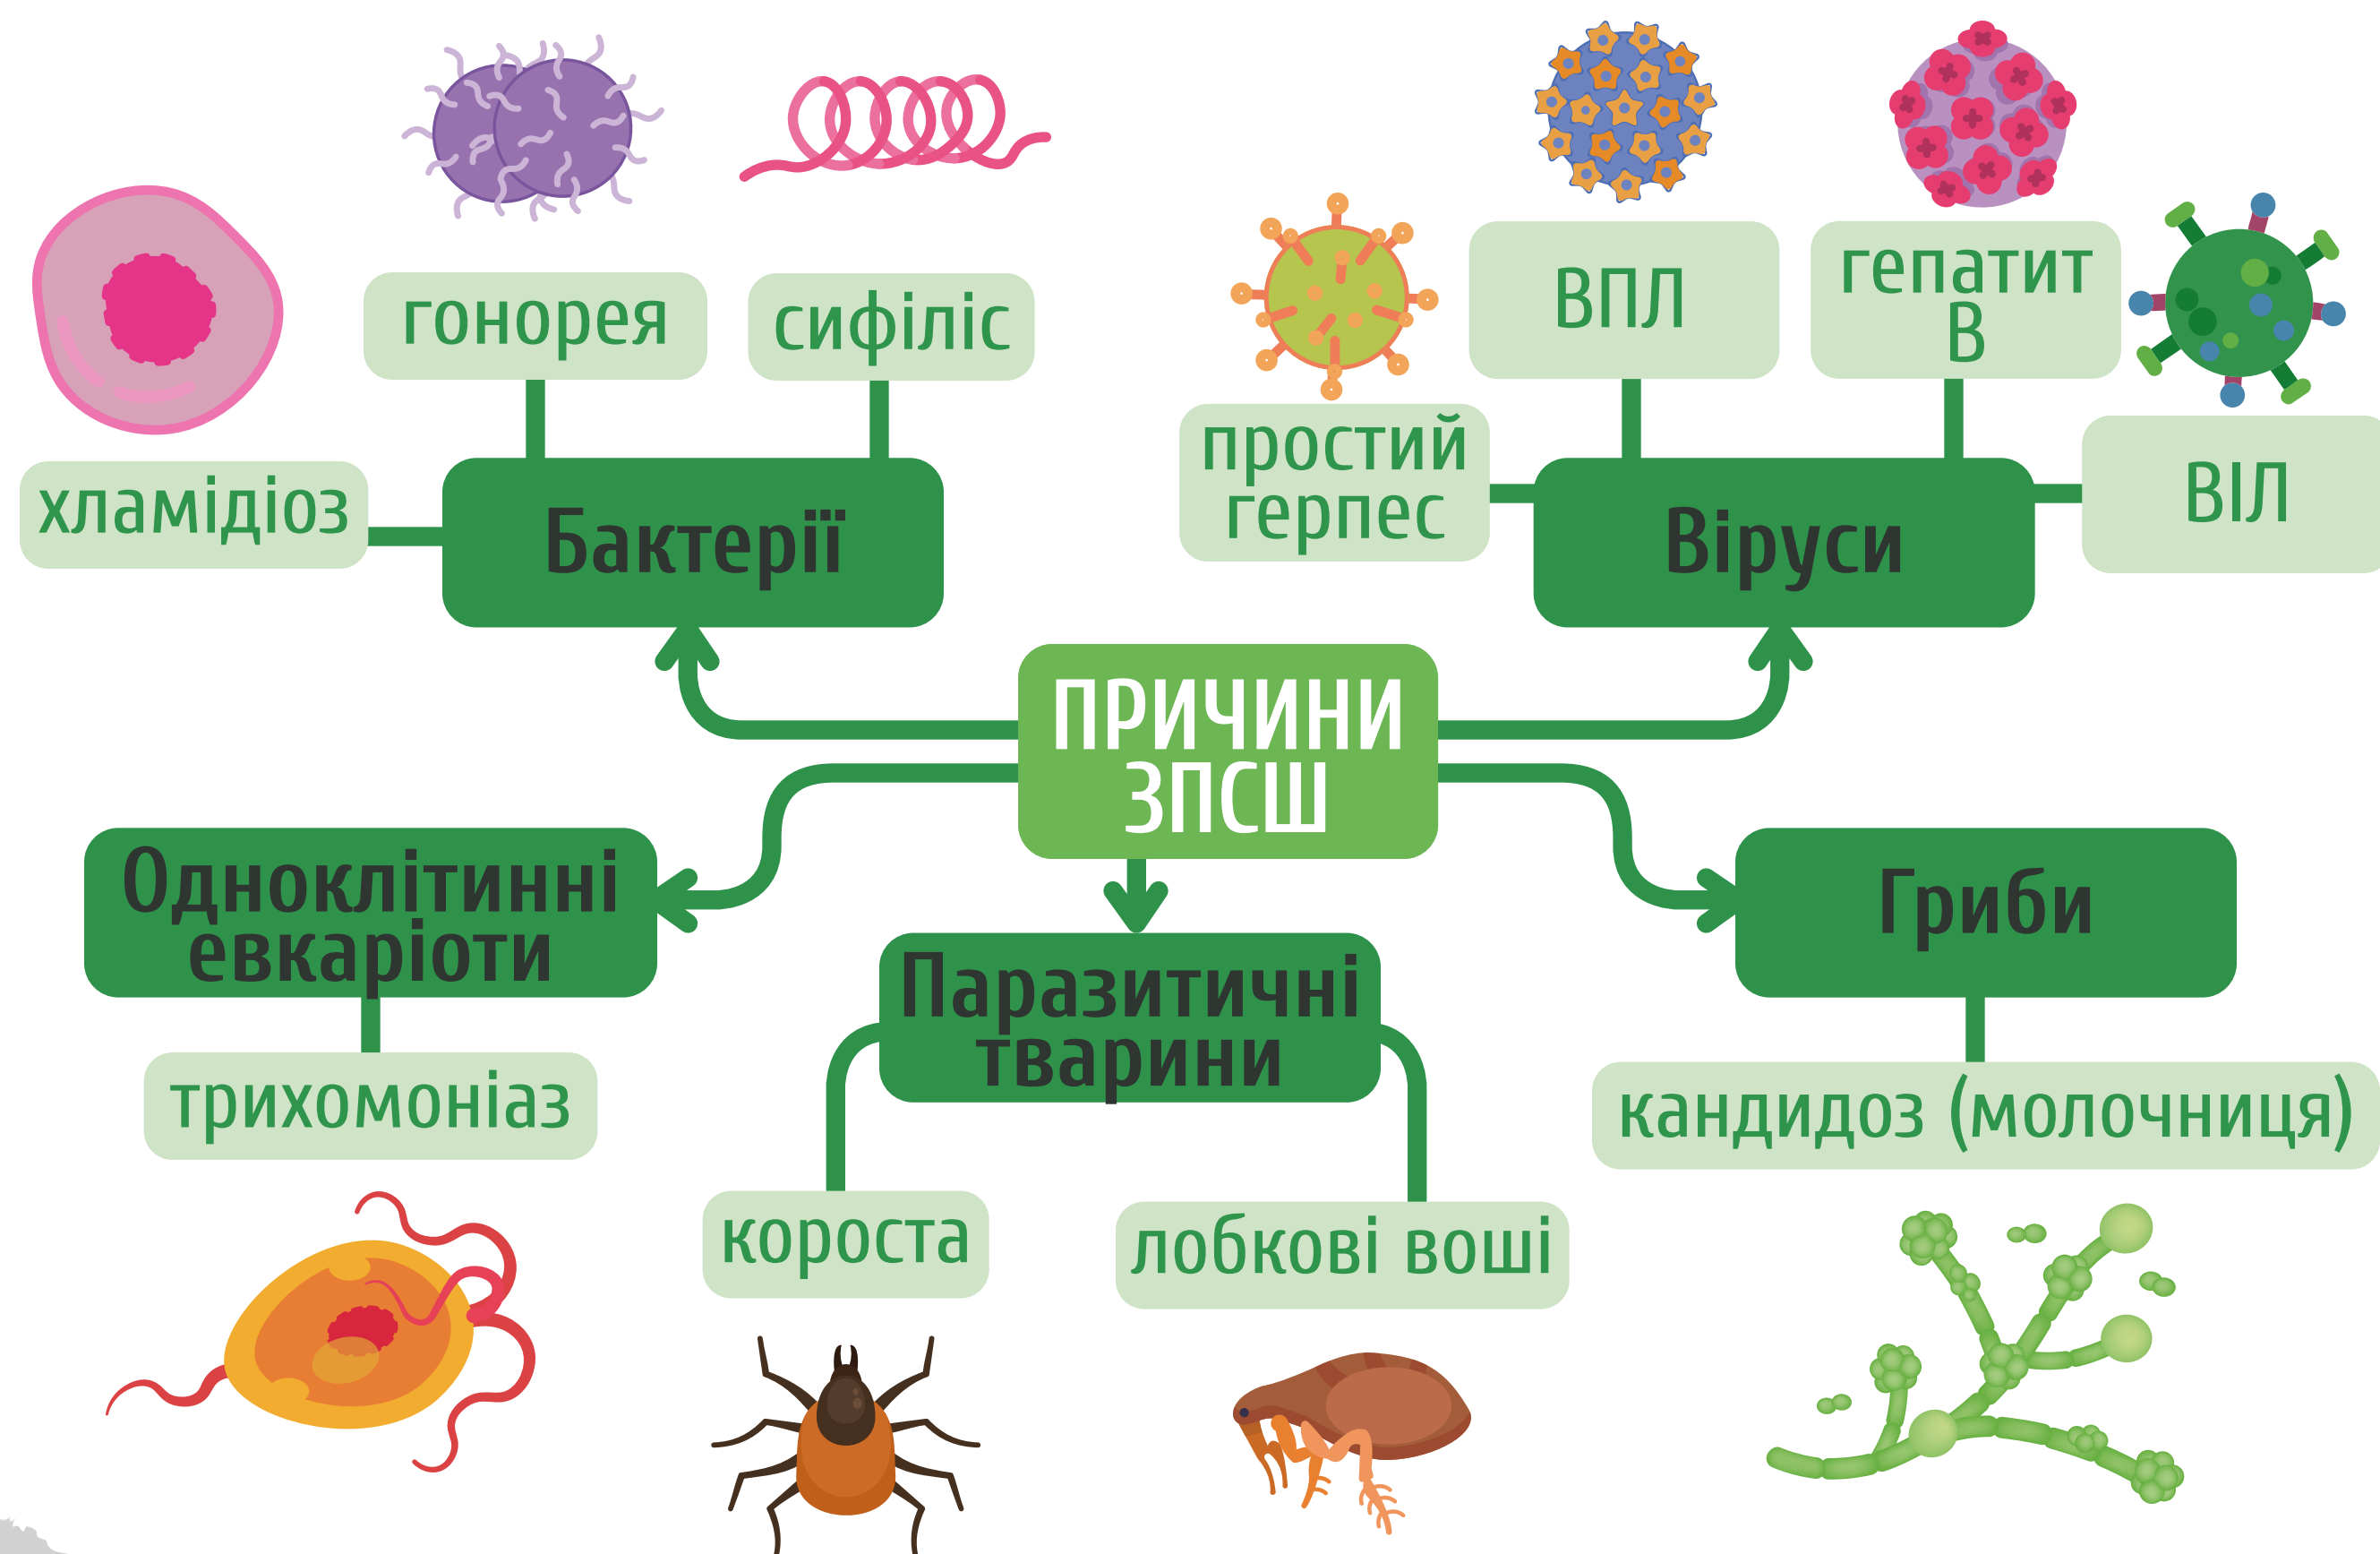 гонорея
сифіліс
хламідіоз
Бактерії
ВПЛ
гепатит
B
простий
герпес
ВІЛ
Віруси
ПРИЧИНИ
ЗПСШ
Одноклітинні
евкаріоти
трихомоніаз
Паразитичні
тварини
короста
лобкові воші
Гриби
кандидоз (молочниця)